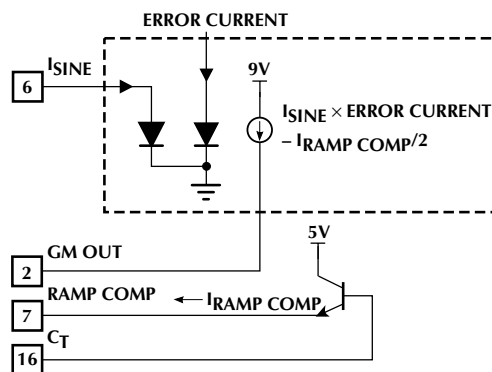 ERROR CURRENT
ISINE
6
9V
ISINE × ERROR CURRENT
– IRAMP COMP/2
5V
GM OUT
2
RAMP COMP
IRAMP COMP
7
CT
16